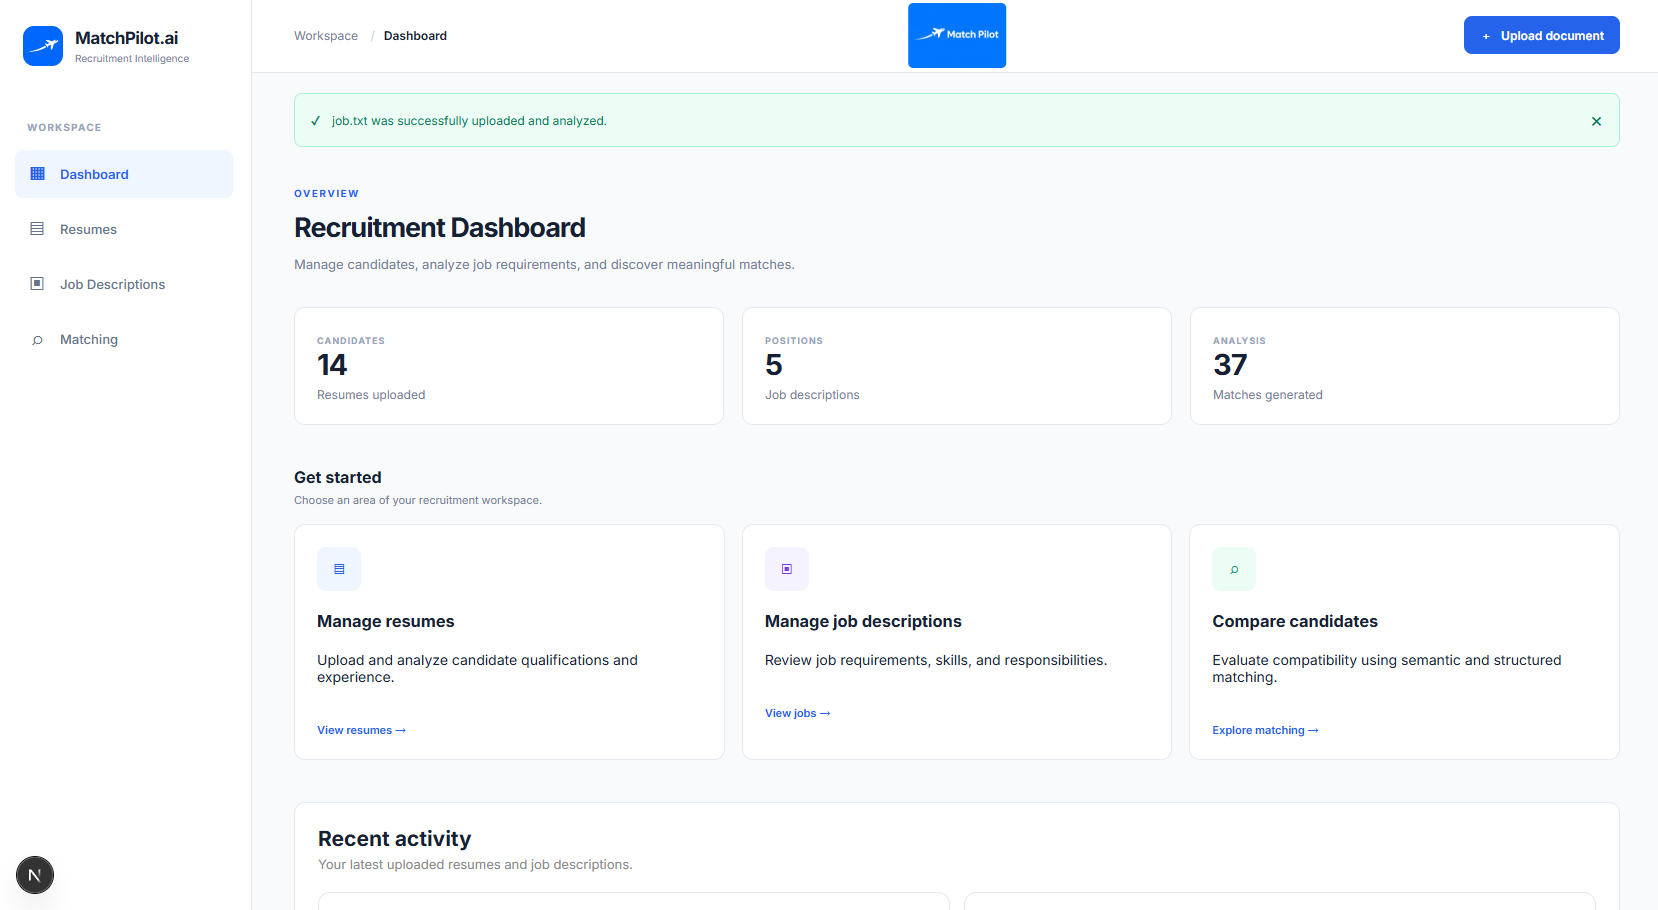 MatchPilot.ai
Recruitment Intelligence
WORKSPACE
Dashboard
Resumes
Job Descriptions
Matching
Workspace / Dashboard
Match Pilot
+ Upload document
✓ job.txt was successfully uploaded and analyzed. ✕
OVERVIEW
Recruitment Dashboard
Manage candidates, analyze job requirements, and discover meaningful matches.
CANDIDATES
14
Resumes uploaded
POSITIONS
5
Job descriptions
ANALYSIS
37
Matches generated
Get started
Choose an area of your recruitment workspace.
Manage resumes
Upload and analyze candidate qualifications and
experience.
View resumes →
Manage job descriptions
Review job requirements, skills, and responsibilities.
View jobs →
Compare candidates
Evaluate compatibility using semantic and structured
matching.
Explore matching →
Recent activity
Your latest uploaded resumes and job descriptions.
N